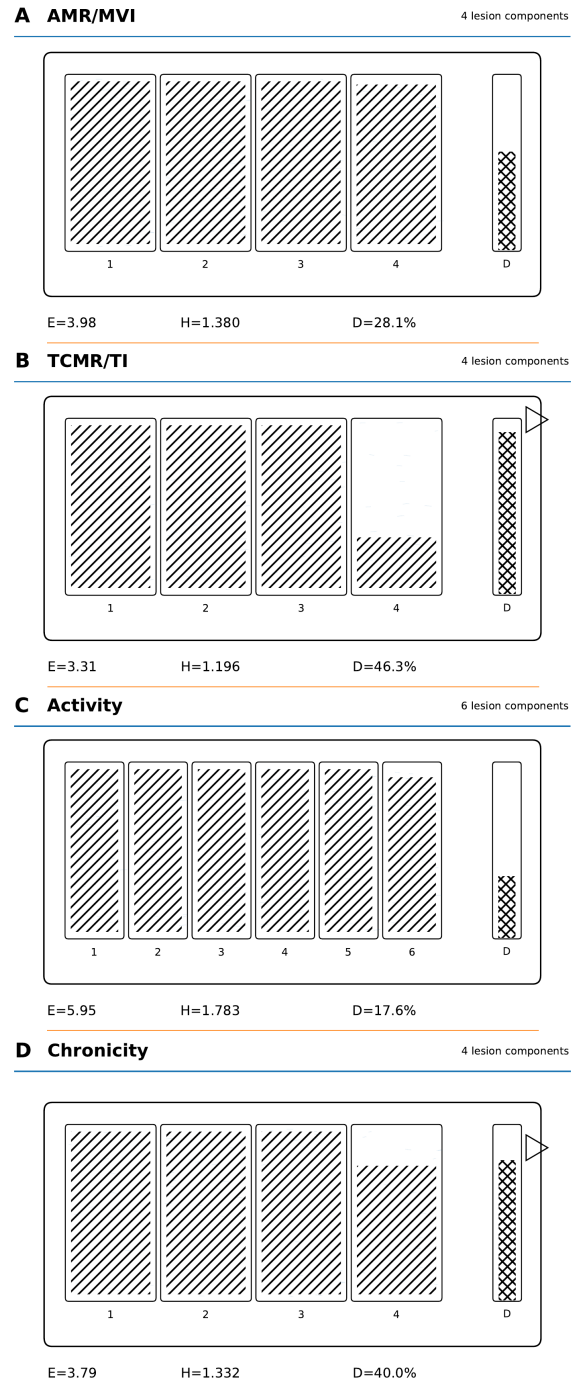 A AMR/MVI 4 lesion components
1 2 3 4 D
E=3.98 H=1.380 D=28.1%
B TCMR/TI 4 lesion components
1 2 3 4 D
E=3.31 H=1.196 D=46.3%
C Activity 6 lesion components
1 2 3 4 5 6 D
E=5.95 H=1.783 D=17.6%
D Chronicity 4 lesion components
1 2 3 4 D
E=3.79 H=1.332 D=40.0%